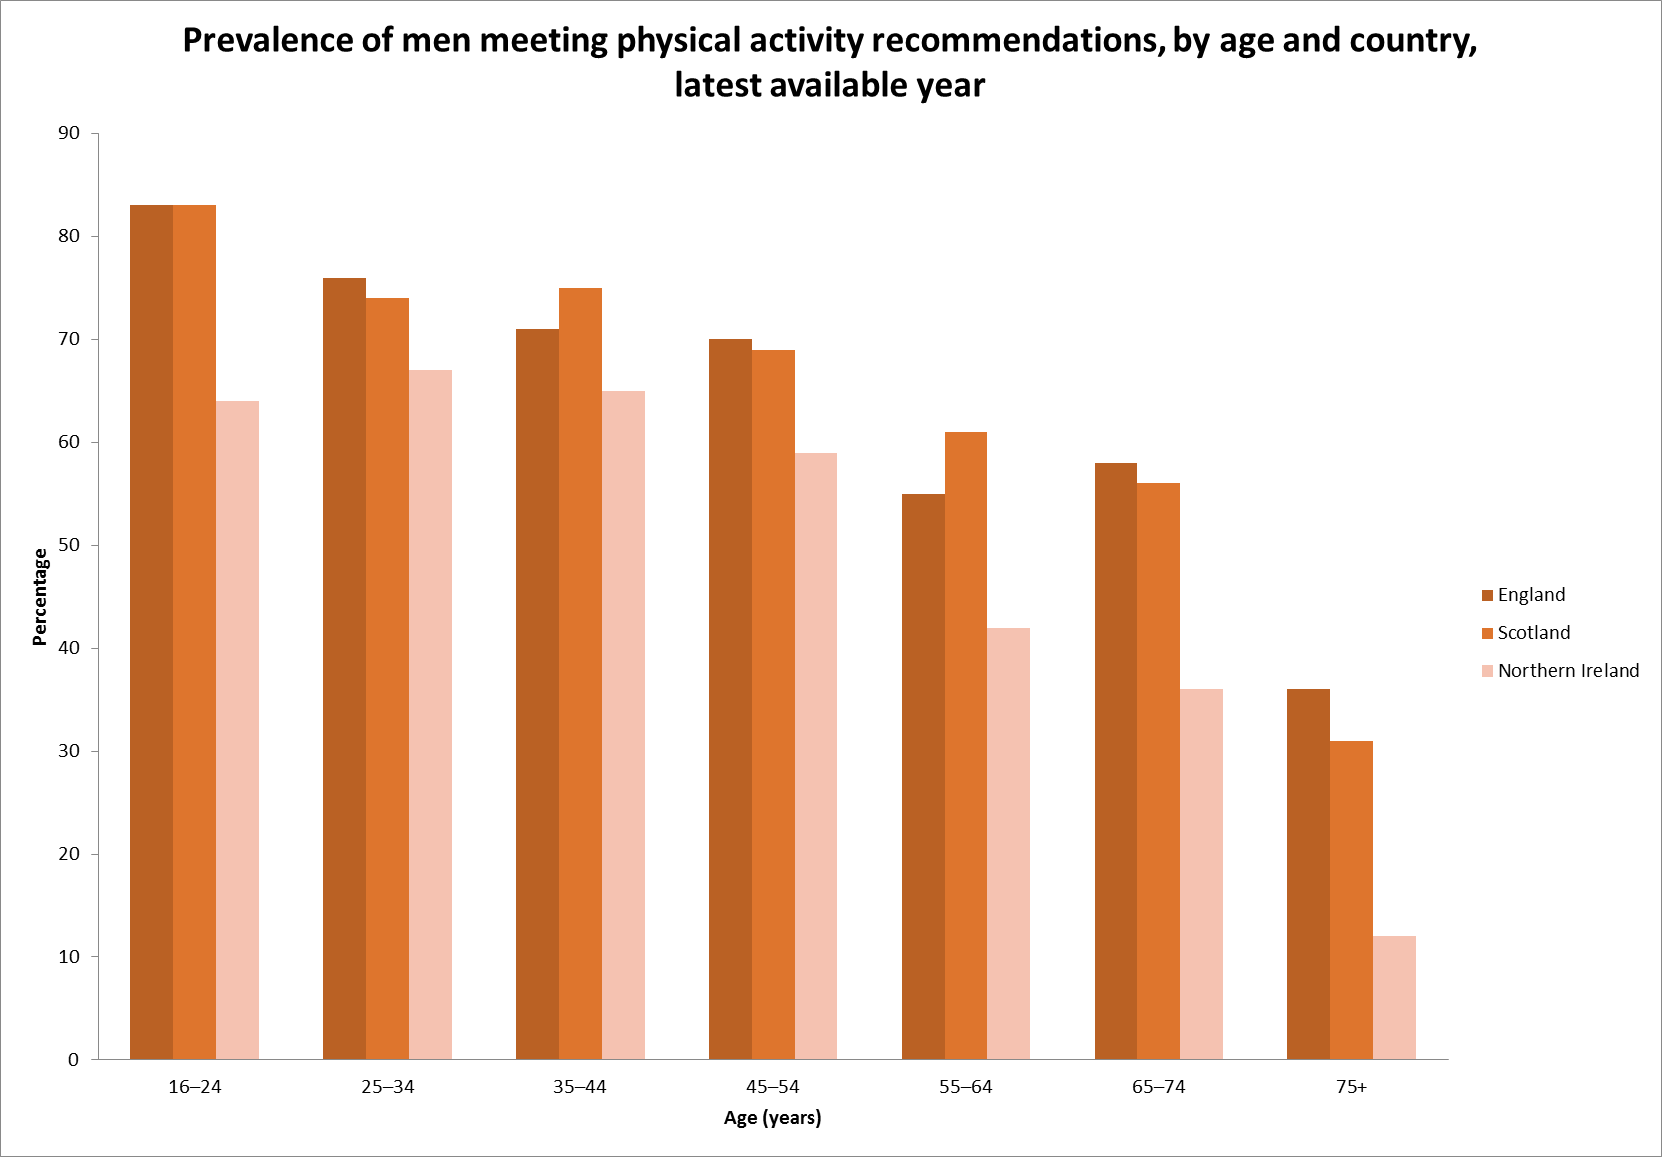 Prevalence of men meeting physical activity recommendations, by age and country,
latest available year
90
80
70
60
50
40
30
20
10
0
Percentage
16–24
25–34
35–44
45–54
55–64
65–74
75+
Age (years)
England
Scotland
Northern Ireland